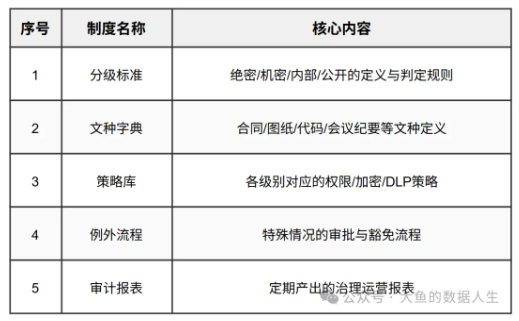 序号 制度名称 核心内容
1 分级标准 绝密/机密/内部/公开的定义与判定规则
2 文种字典 合同/图纸/代码/会议纪要等文种定义
3 策略库 各级别对应的权限/加密/DLP策略
4 例外流程 特殊情况的审批与豁免流程
5 审计报表 定期产出的治理运营报表
公众号 · 大鱼的数据人生